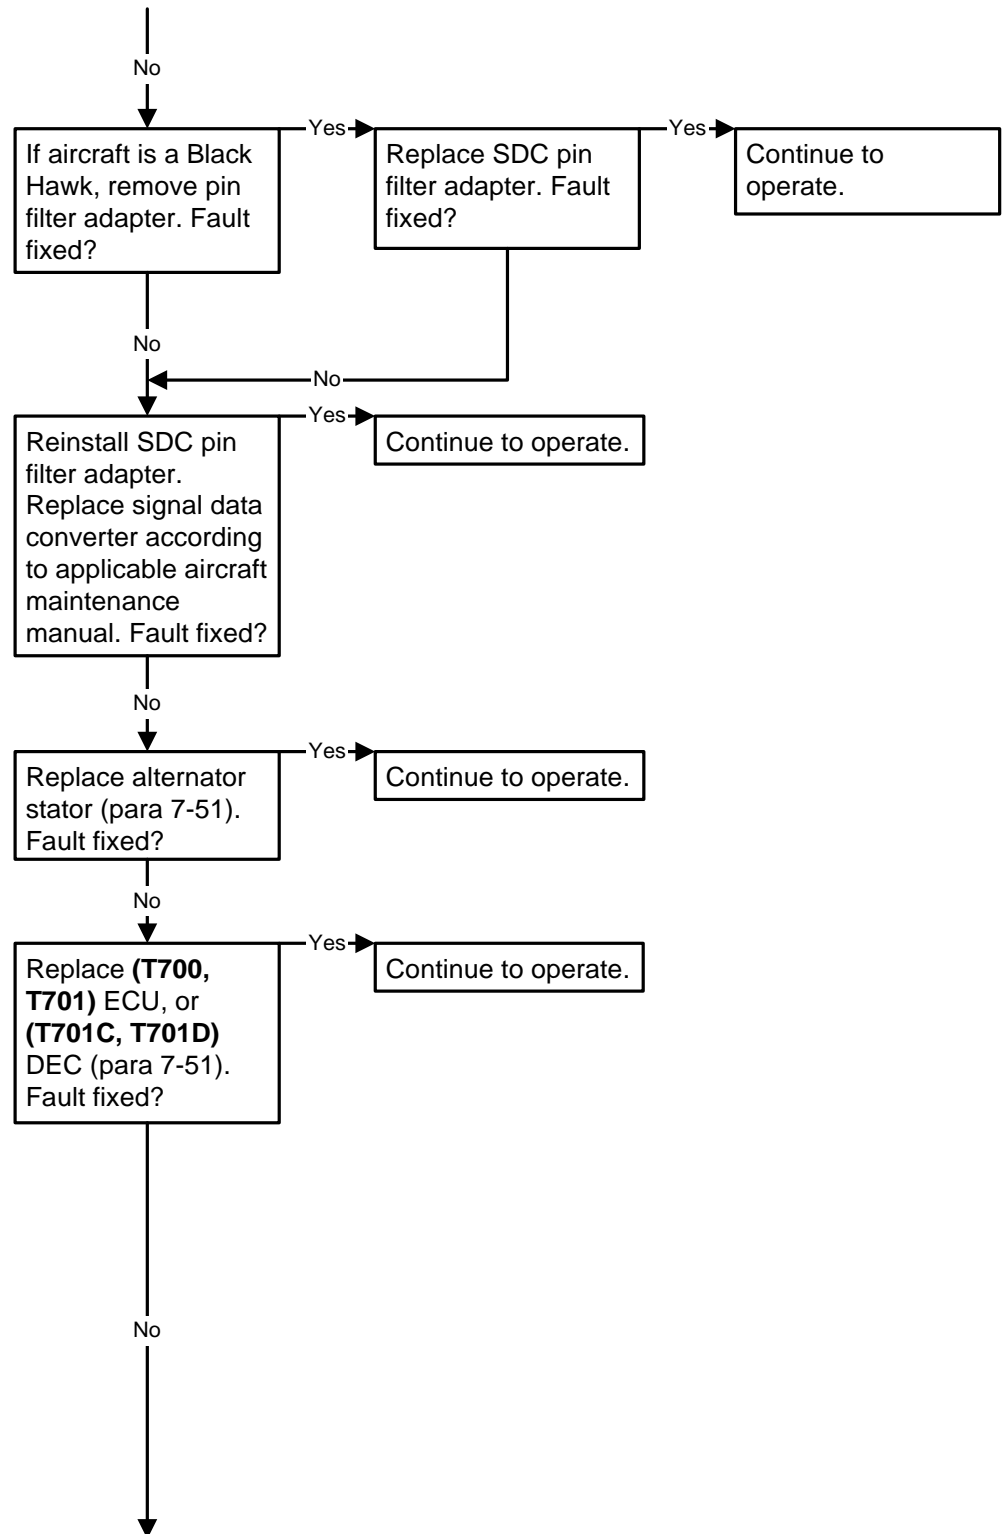 No
If aircraft is a Black
Hawk, remove pin
filter adapter. Fault
fixed?
Yes
Replace SDC pin
filter adapter. Fault
fixed?
Yes
Continue to
operate.
No
No
Reinstall SDC pin
filter adapter.
Replace signal data
converter according
to applicable aircraft
maintenance
manual. Fault fixed?
Yes
Continue to operate.
No
Replace alternator
stator (para 7-51).
Fault fixed?
Yes
Continue to operate.
No
Replace (T700,
T701) ECU, or
(T701C, T701D)
DEC (para 7-51).
Fault fixed?
Yes
Continue to operate.
No